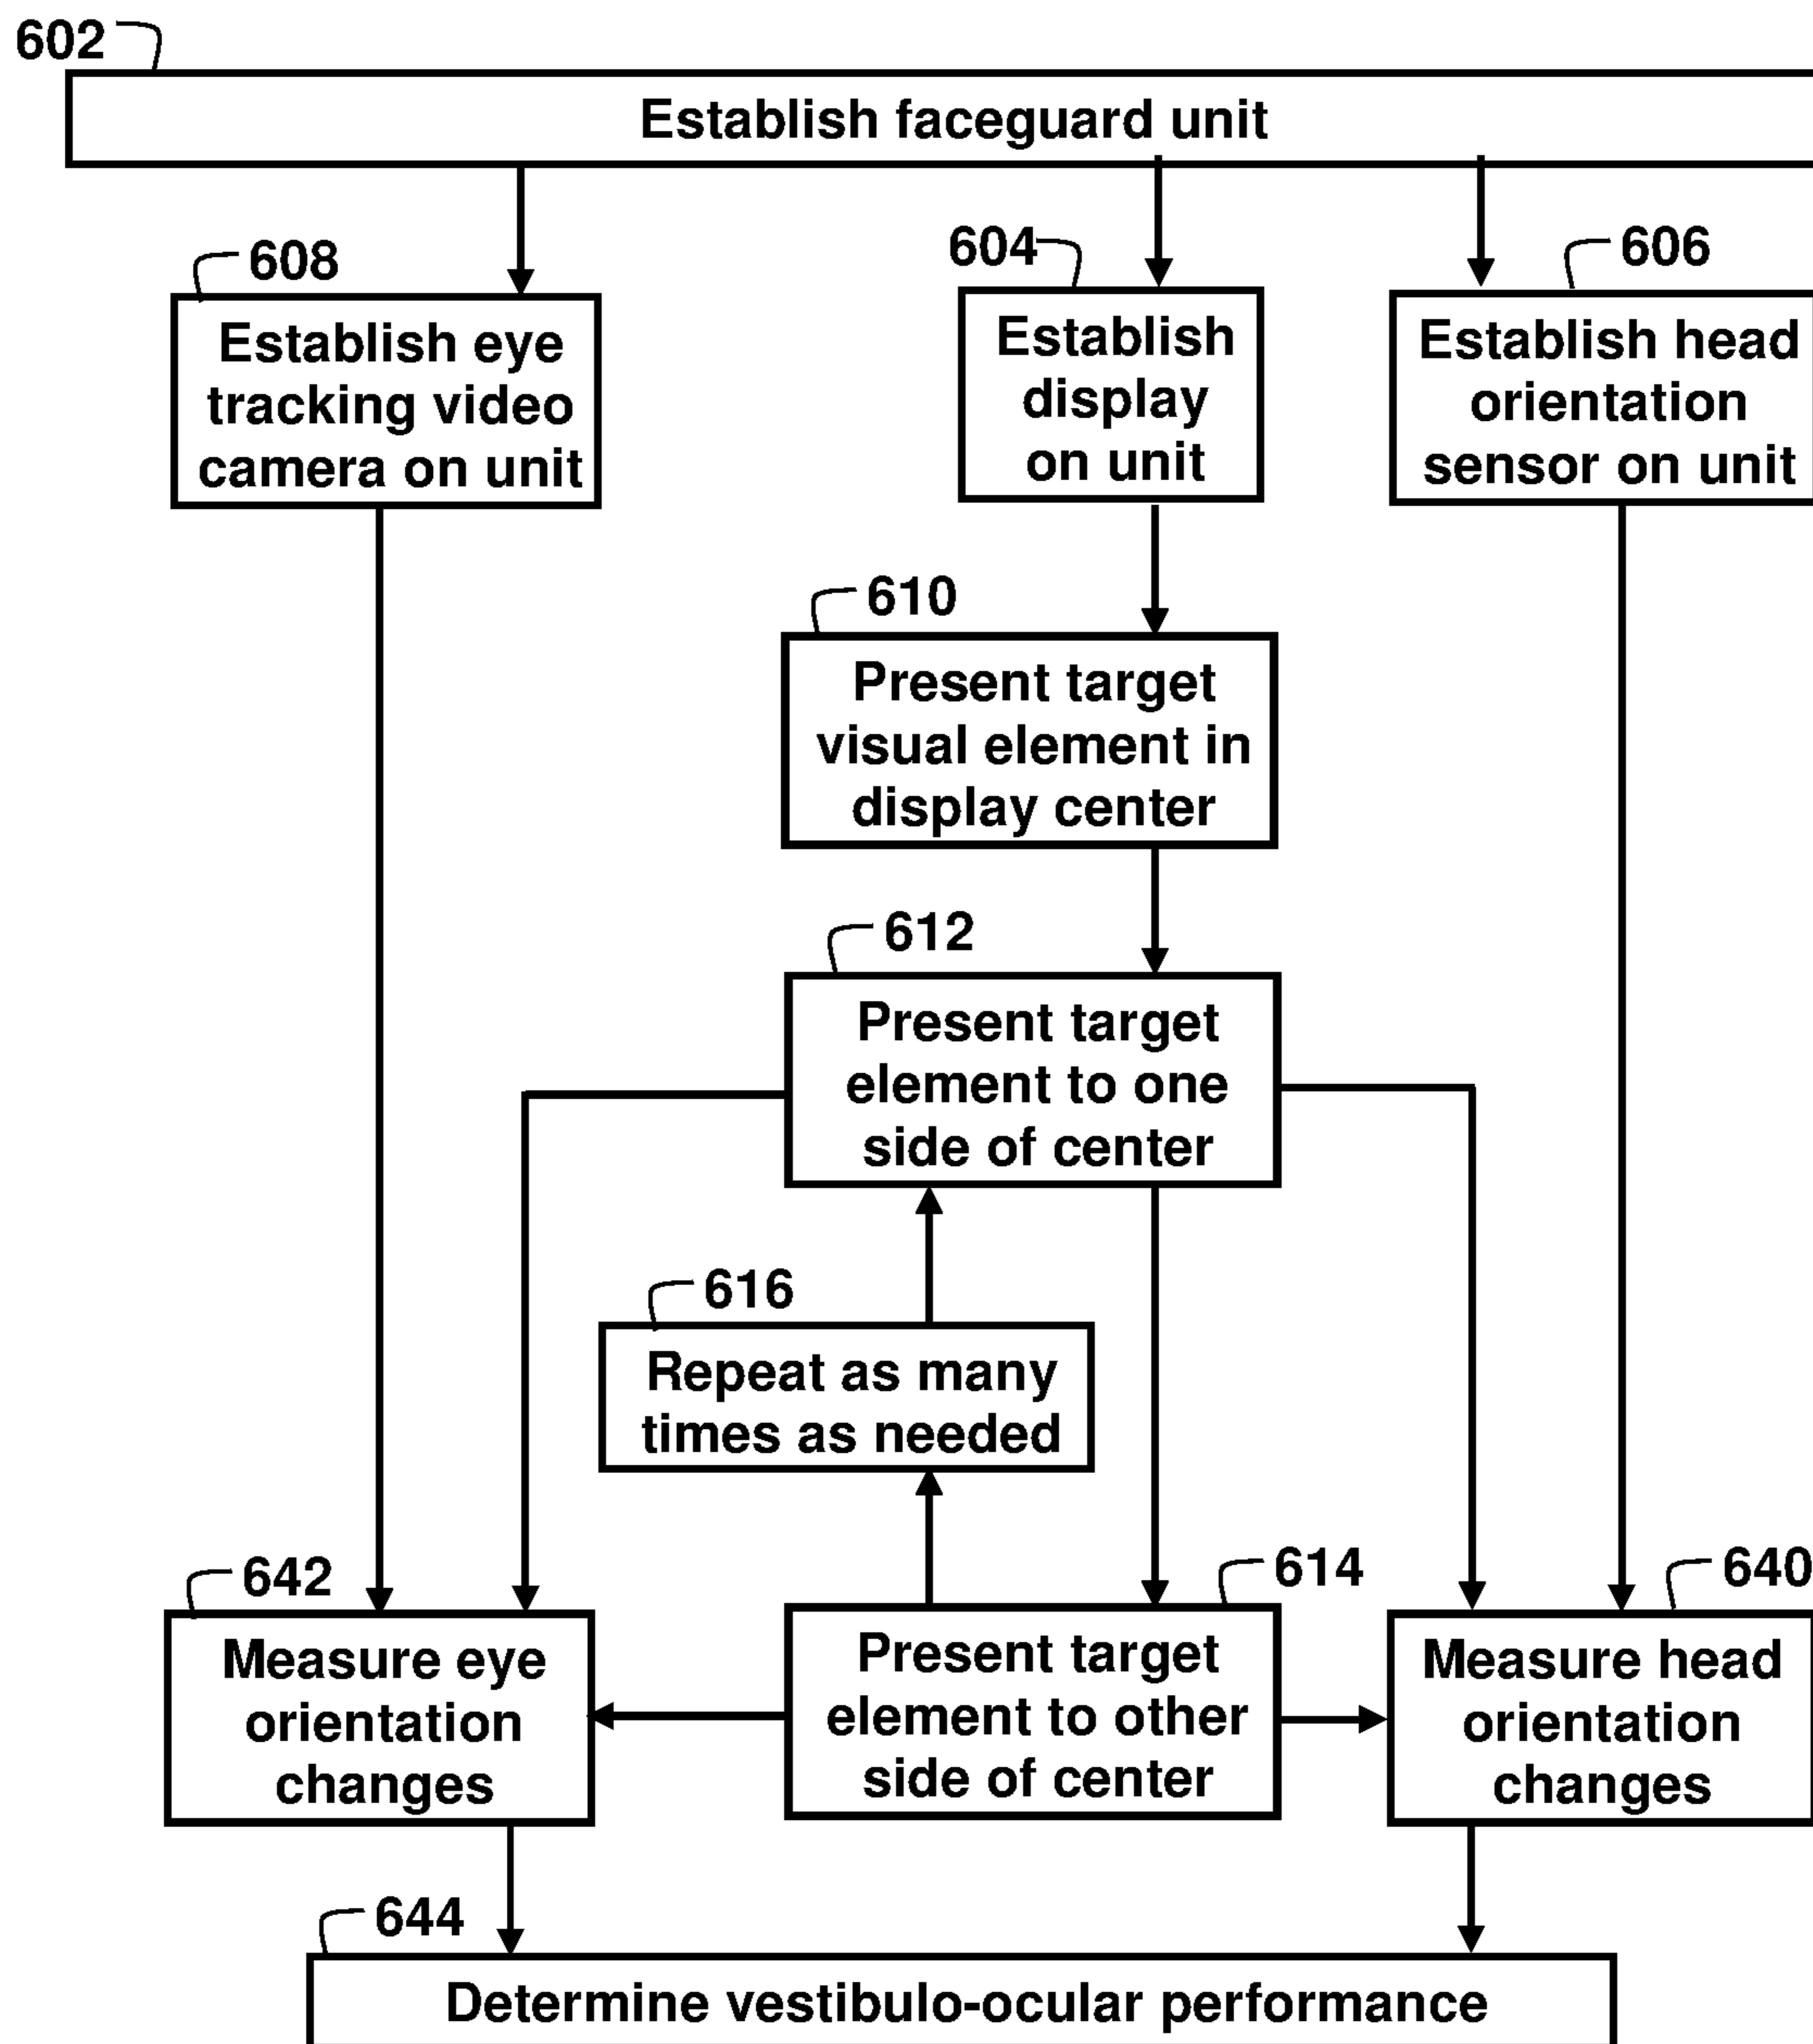 602
Establish faceguard unit
608
604
606
Establish eye
tracking video
camera on unit
Establish
display
on unit
Establish head
orientation
sensor on unit
610
Present target
visual element in
display center
612
Present target
element to one
side of center
616
Repeat as many
times as needed
642
614
640
Measure eye
orientation
changes
Present target
element to other
side of center
Measure head
orientation
changes
644
Determine vestibulo-ocular performance